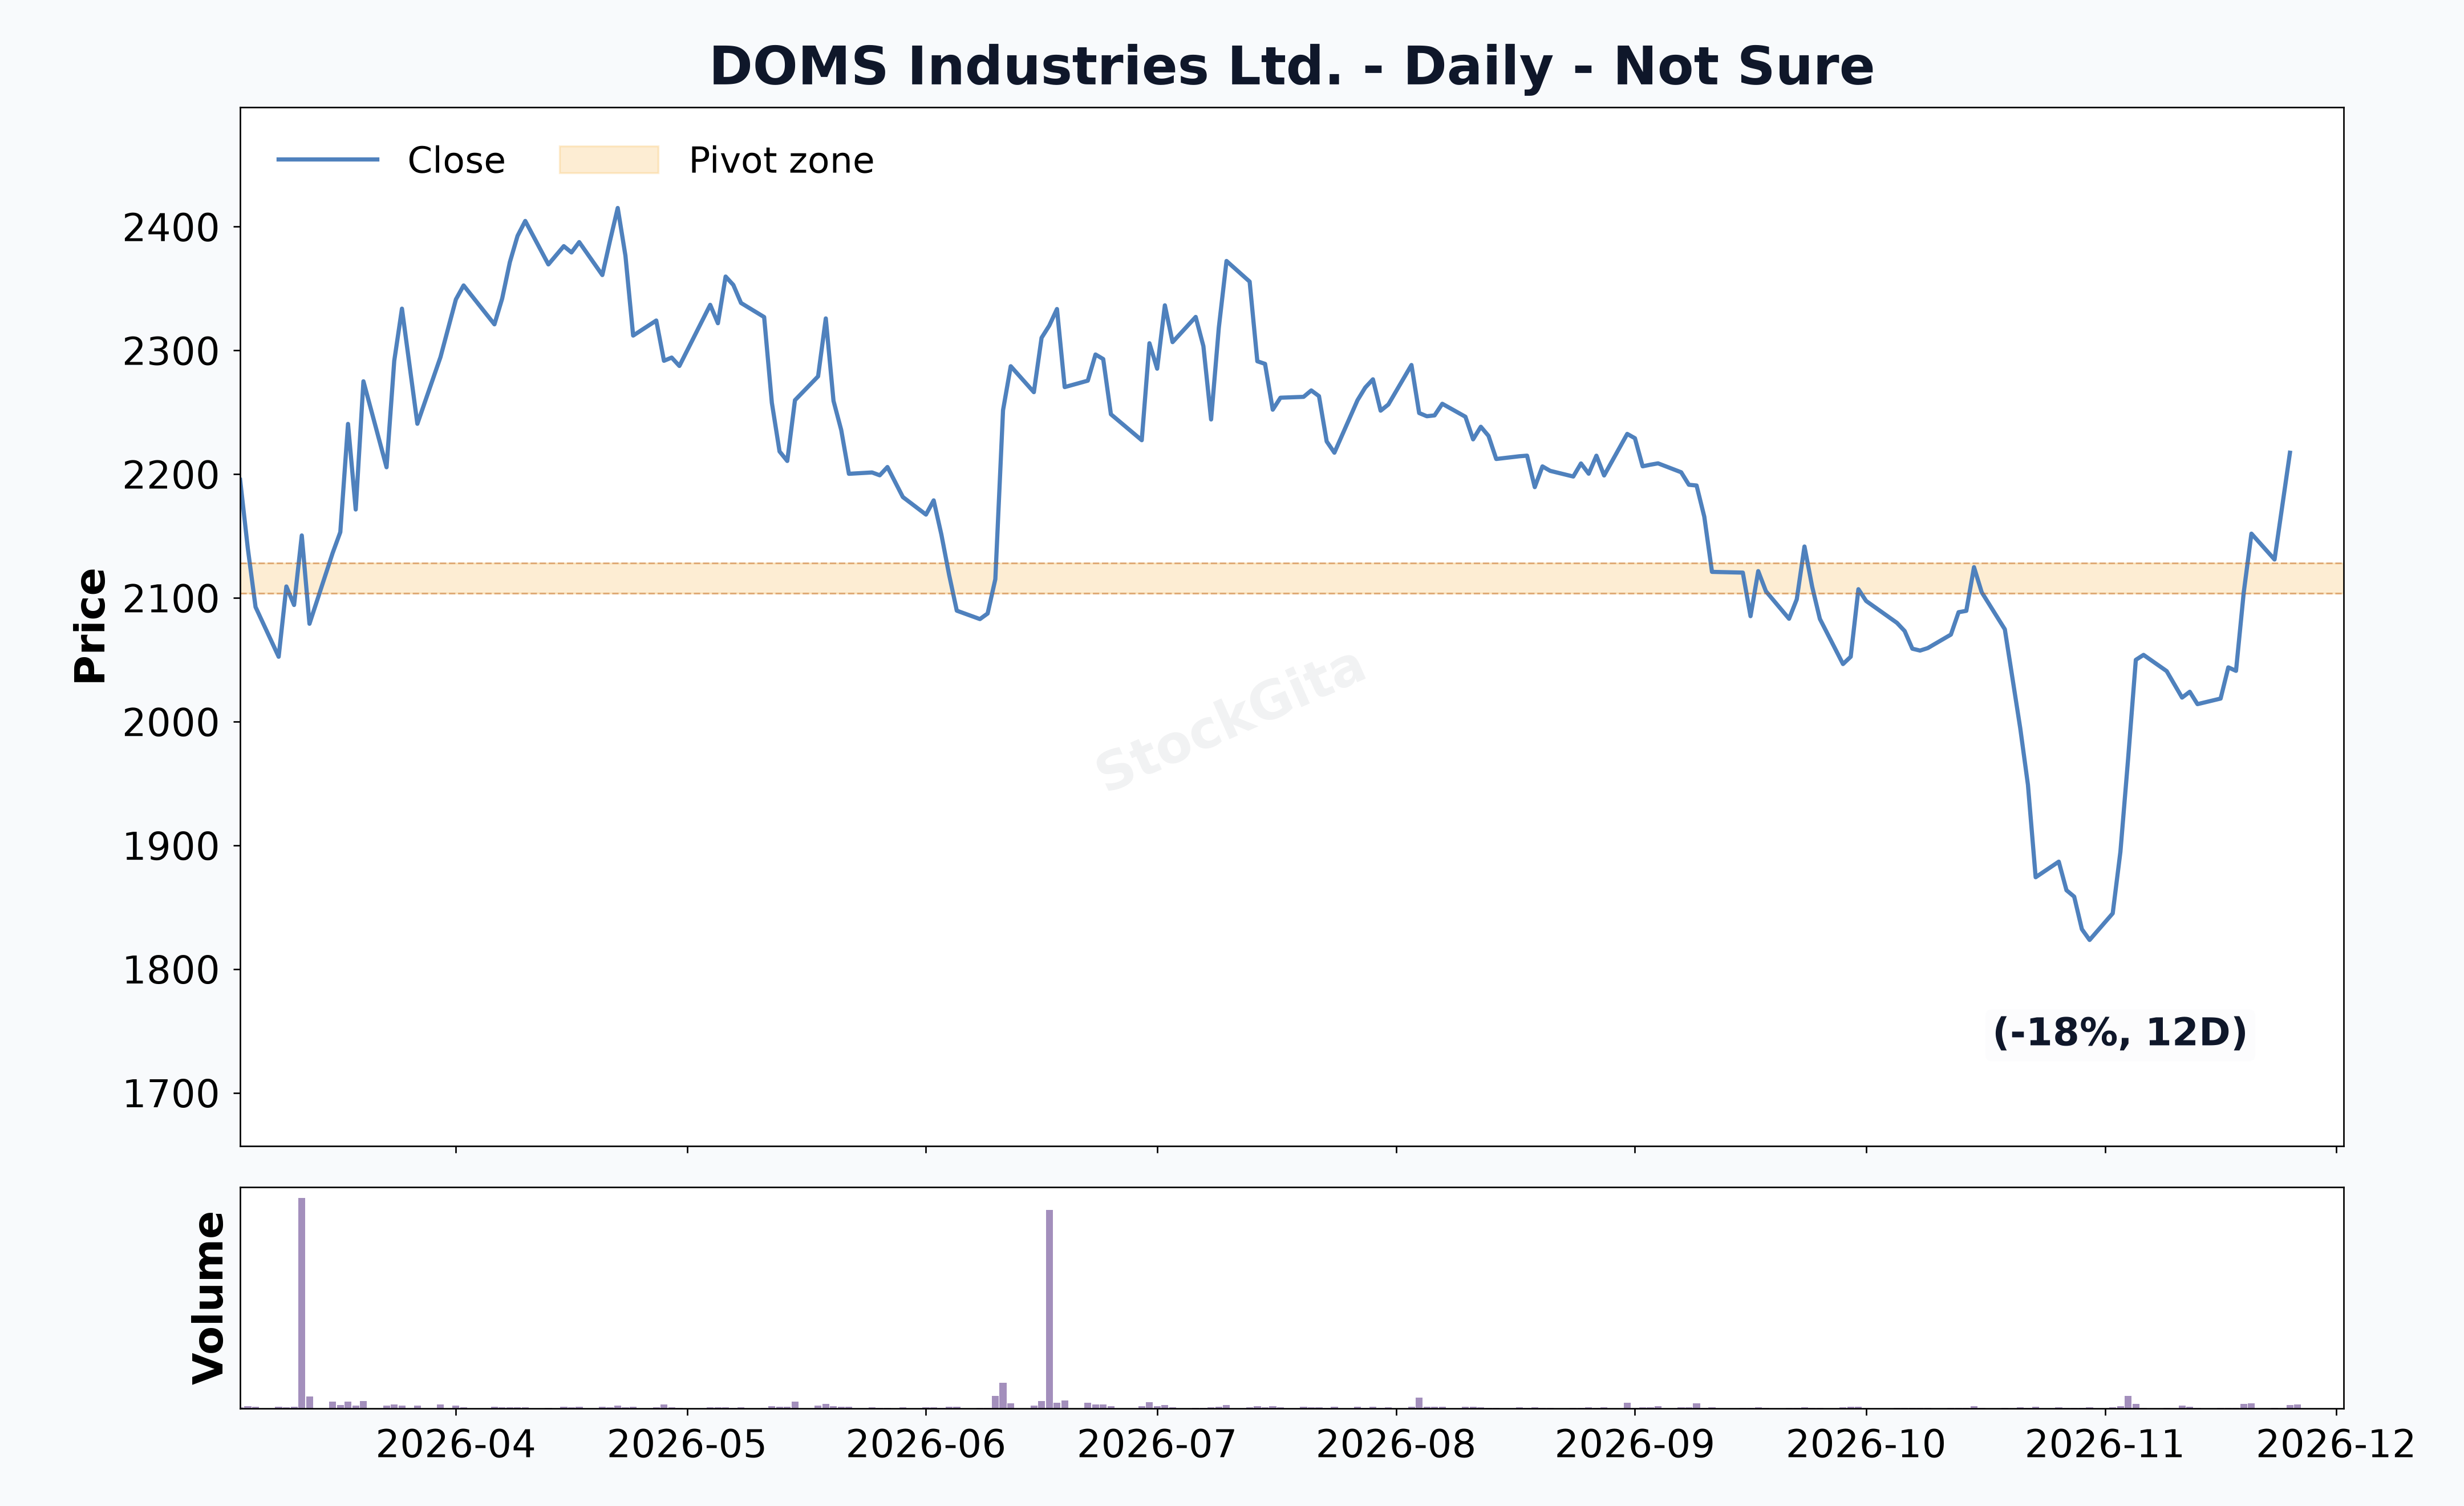 DOMS Industries Ltd. - Daily - Not Sure
Close
Pivot zone
2400
2300
2200
2100
2000
1900
1800
1700
Price
StockGita
(-18%, 12D)
Volume
2026-04
2026-05
2026-06
2026-07
2026-08
2026-09
2026-10
2026-11
2026-12